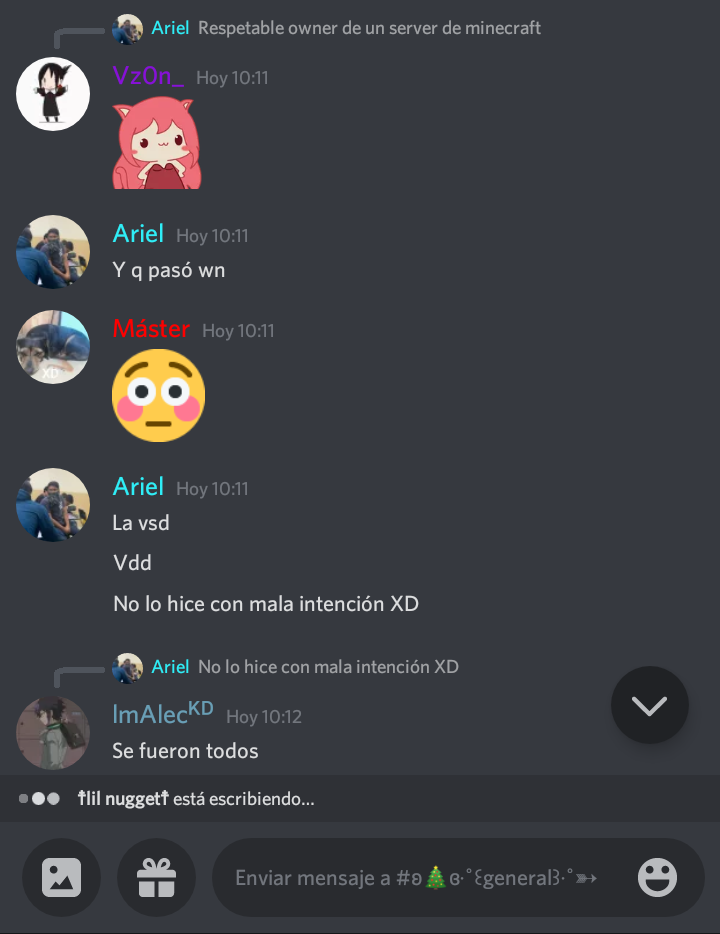 Ariel Respetable owner de un server de minecraft
Vz0n_ Hoy 10:11
Ariel Hoy 10:11
Y q pasó wn
Máster Hoy 10:11
XD
Ariel Hoy 10:11
La vsd
Vdd
No lo hice con mala intención XD
Ariel No lo hice con mala intención XD
lmAlecᴷᴰ Hoy 10:12
Se fueron todos
☨lil nugget☨ está escribiendo...
Enviar mensaje a #ʚ🎄ɞ·˚꒰general꒱·˚➳